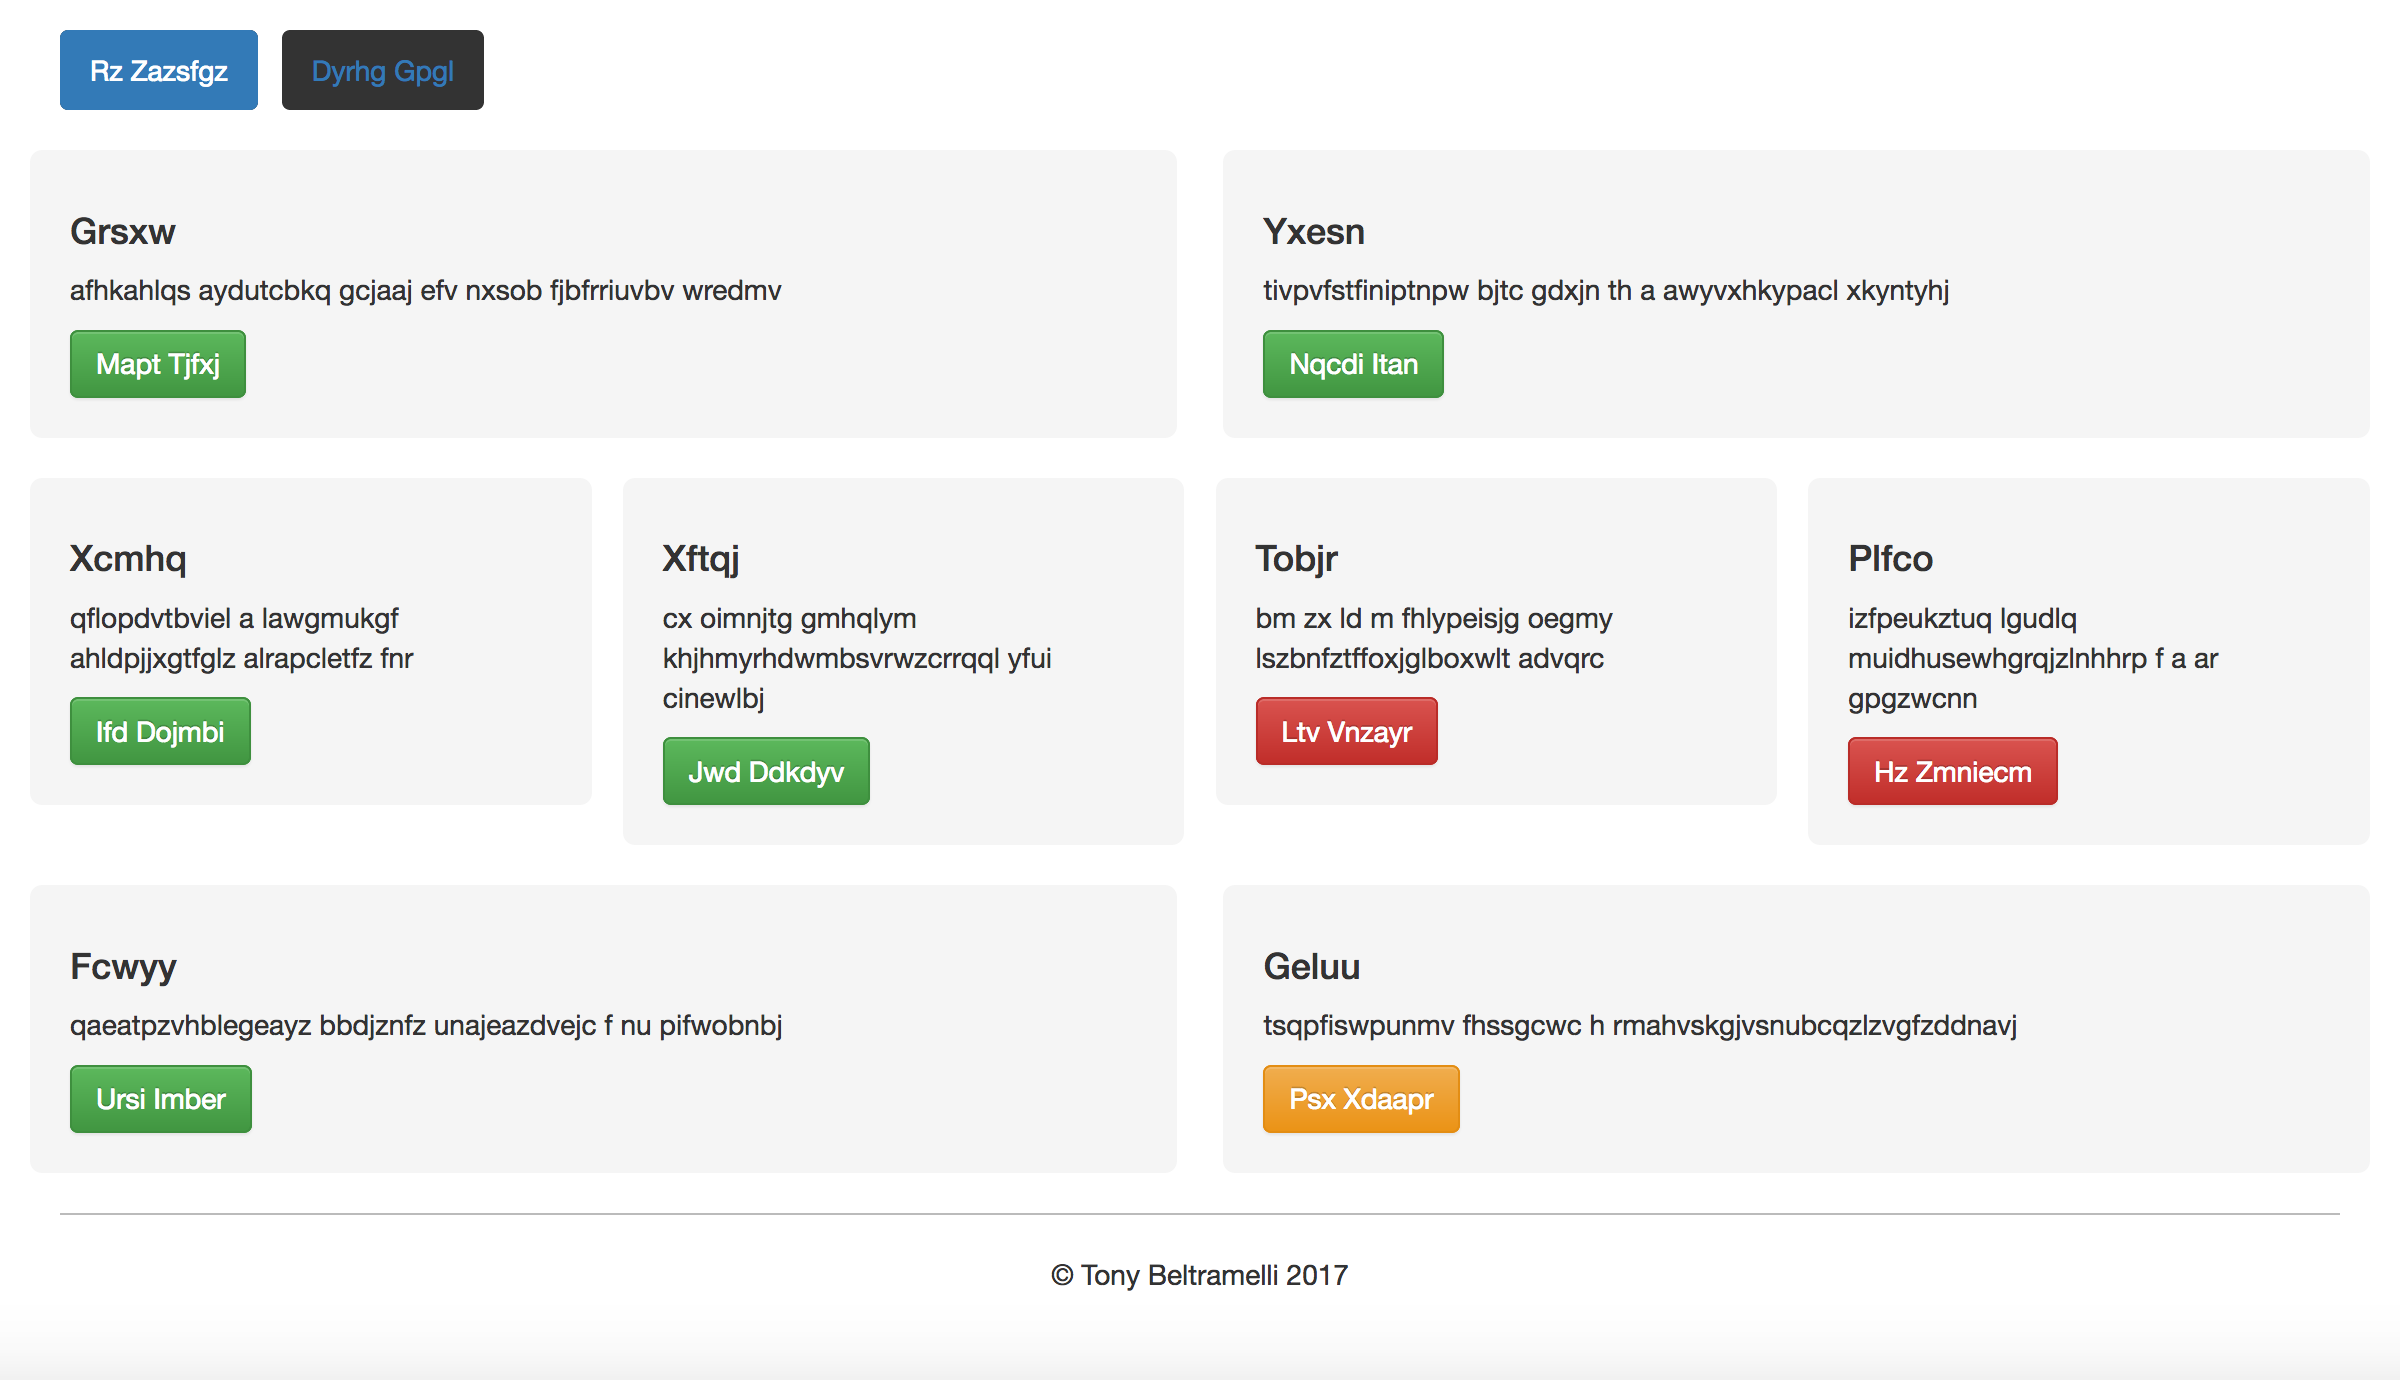 Rz Zazsfgz
Dyrhg Gpgl
Grsxw
afhkahlqs aydutcbkq gcjaaj efv nxsob fjbfrriuvbv wredmv
Mapt Tjfxj
Yxesn
tivpvfstfiniptnpw bjtc gdxjn th a awyvxhkypacl xkyntyhj
Nqcdi Itan
Xcmhq
qflopdvtbviel a lawgmukgf
ahldpjjxgtfglz alrapcletfz fnr
Ifd Dojmbi
Xftqj
cx oimnjtg gmhqlym
khjhmyrhdwmbsvrwzcrrqql yfui
cinewlbj
Jwd Ddkdyv
Tobjr
bm zx ld m fhlypeisjg oegmy
lszbnfztffoxjglboxwlt advqrc
Ltv Vnzayr
Plfco
izfpeukztuq lgudlq
muidhusewhgrqjzlnhhrp f a ar
gpgzwcnn
Hz Zmniecm
Fcwyy
qaeatpzvhblegeayz bbdjznfz unajeazdvejc f nu pifwobnbj
Ursi Imber
Geluu
tsqpfiswpunmv fhssgcwc h rmahvskgjvsnubcqzlzvgfzddnavj
Psx Xdaapr
© Tony Beltramelli 2017